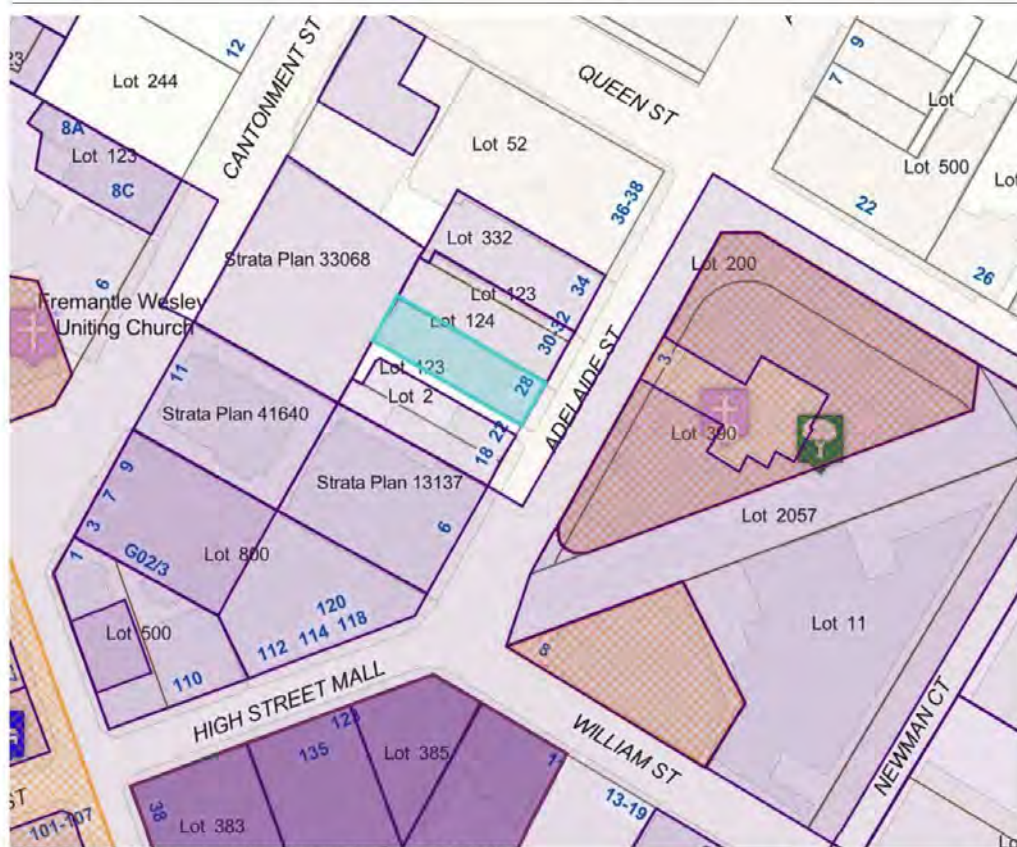 QUEEN ST
CANTONMENT ST
12
Lot 244
9
7
Lot
8A
Lot 123
8C
Lot 52
Lot 500
36-38
22
Lot 332
Strata Plan 33068
Lot 200
26
6
Fremantle Wesley
Uniting Church
Lot 123
34
Lot 124
30-32
ADELAIDE ST
3
11
Lot 123
28
Lot 2
Strata Plan 41640
Lot 390
22
18
Strata Plan 13137
9
7
3
6
Lot 2057
1
G02/3
Lot 800
120
112 114 118
Lot 500
110
Lot 11
8
HIGH STREET MALL
WILLIAM ST
NEWMAN CT
135
Lot 385
38
13-19
101-107
Lot 383